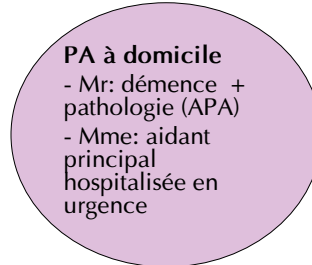 PA à domicile
- Mr: démence +
pathologie (APA)
- Mme: aidant
principal
hospitalisée en
urgence